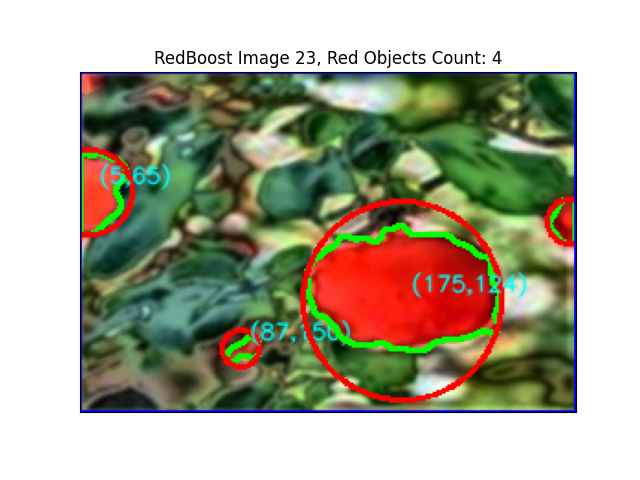 RedBoost Image 23, Red Objects Count: 4
(5,65)
(175,124)
(87,150)